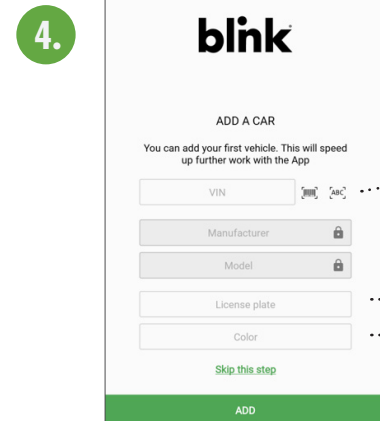 4.
blink
ADD A CAR
You can add your first vehicle. This will speed
up further work with the App
VIN
ABC
Manufacturer
Model
License plate
Color
Skip this step
ADD